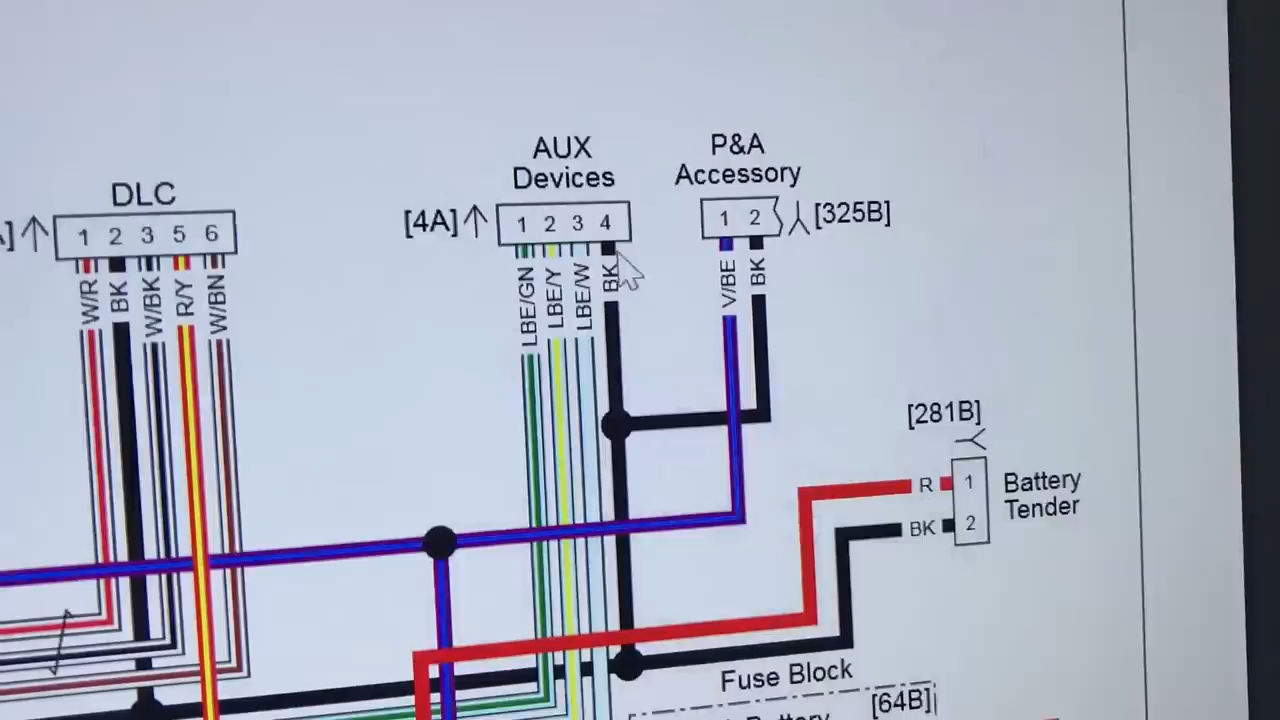 P&A
Accessory
AUX
Devices
DLC
[4A]
1 2 3 4
1 2
[325B]
A]
1 2 3 5 6
W/R
BK
W/BK
R/Y
W/BN
LBE/GN
LBE/Y
LBE/W
BK
V/BE
BK
[281B]
R 1
BK 2
Battery
Tender
Fuse Block
[64B]
Battery